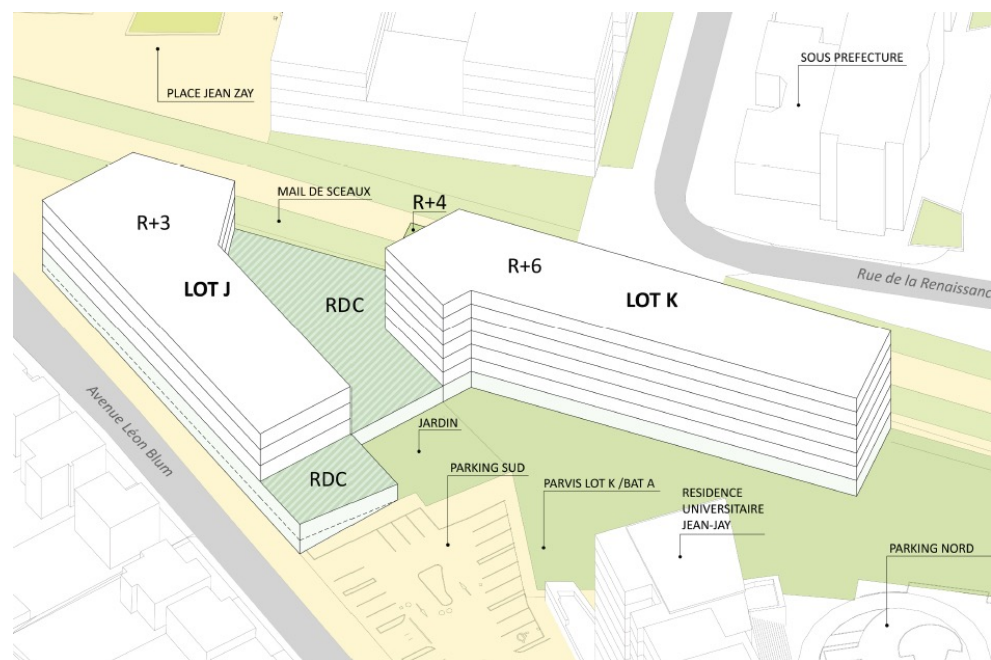 SOUS PREFECTURE
PLACE JEAN ZAY
MAIL DE SCEAUX
R+4
R+3
R+6
LOT J
LOT K
RDC
Rue de la Renaissanc
Avenue Léon Blum
JARDIN
RDC
PARKING SUD
PARVIS LOT K /BAT A
RESIDENCE
UNIVERSITAIRE
JEAN-JAY
PARKING NORD